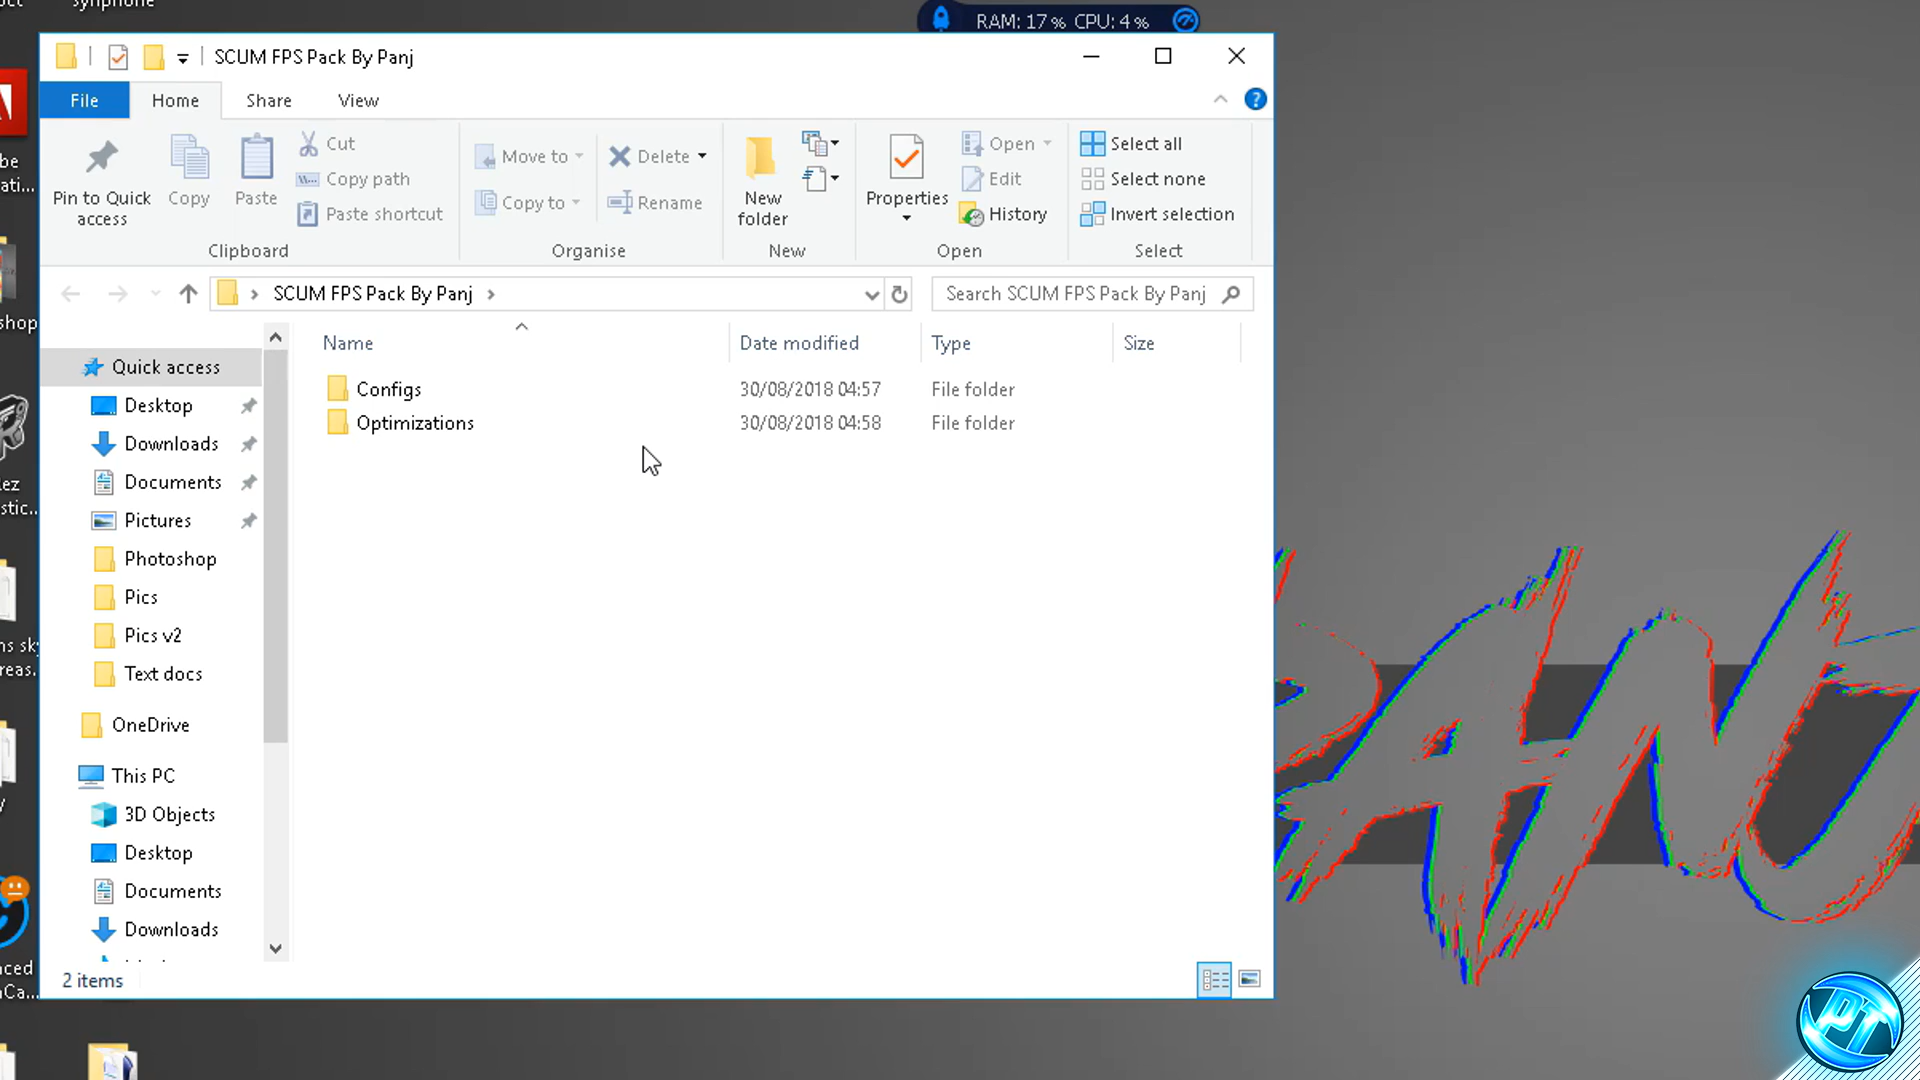 synphone
RAM: 17% CPU: 4%
SCUM FPS Pack By Panj
File Home Share View
Pin to Quick access
Copy
Paste
Cut
Copy path
Paste shortcut
Clipboard
Move to
Copy to
Delete
Rename
Organise
New folder
New
Properties
Open
Edit
History
Open
Select all
Select none
Invert selection
Select
SCUM FPS Pack By Panj
Search SCUM FPS Pack By Panj
Name Date modified Type Size
Configs 30/08/2018 04:57 File folder
Optimizations 30/08/2018 04:58 File folder
Quick access
Desktop
Downloads
Documents
Pictures
Photoshop
Pics
Pics v2
Text docs
OneDrive
This PC
3D Objects
Desktop
Documents
Downloads
2 items
PT